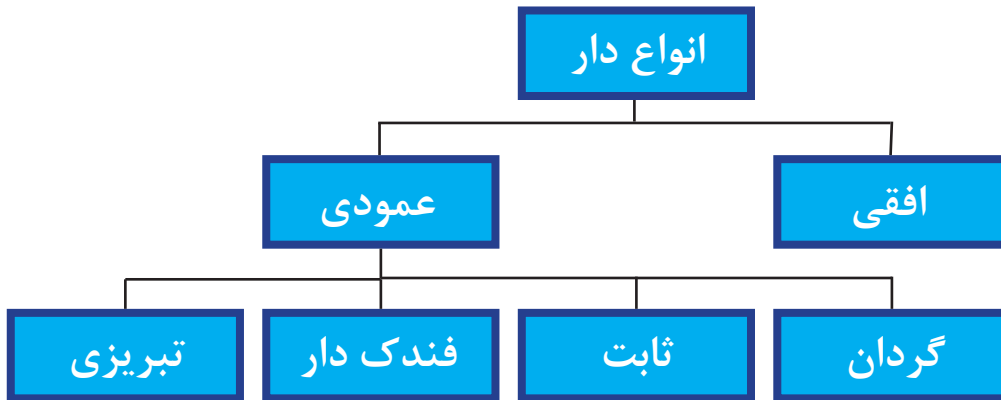 انواع دار
افقی
عمودی
گردان
ثابت
فندک دار
تبریزی